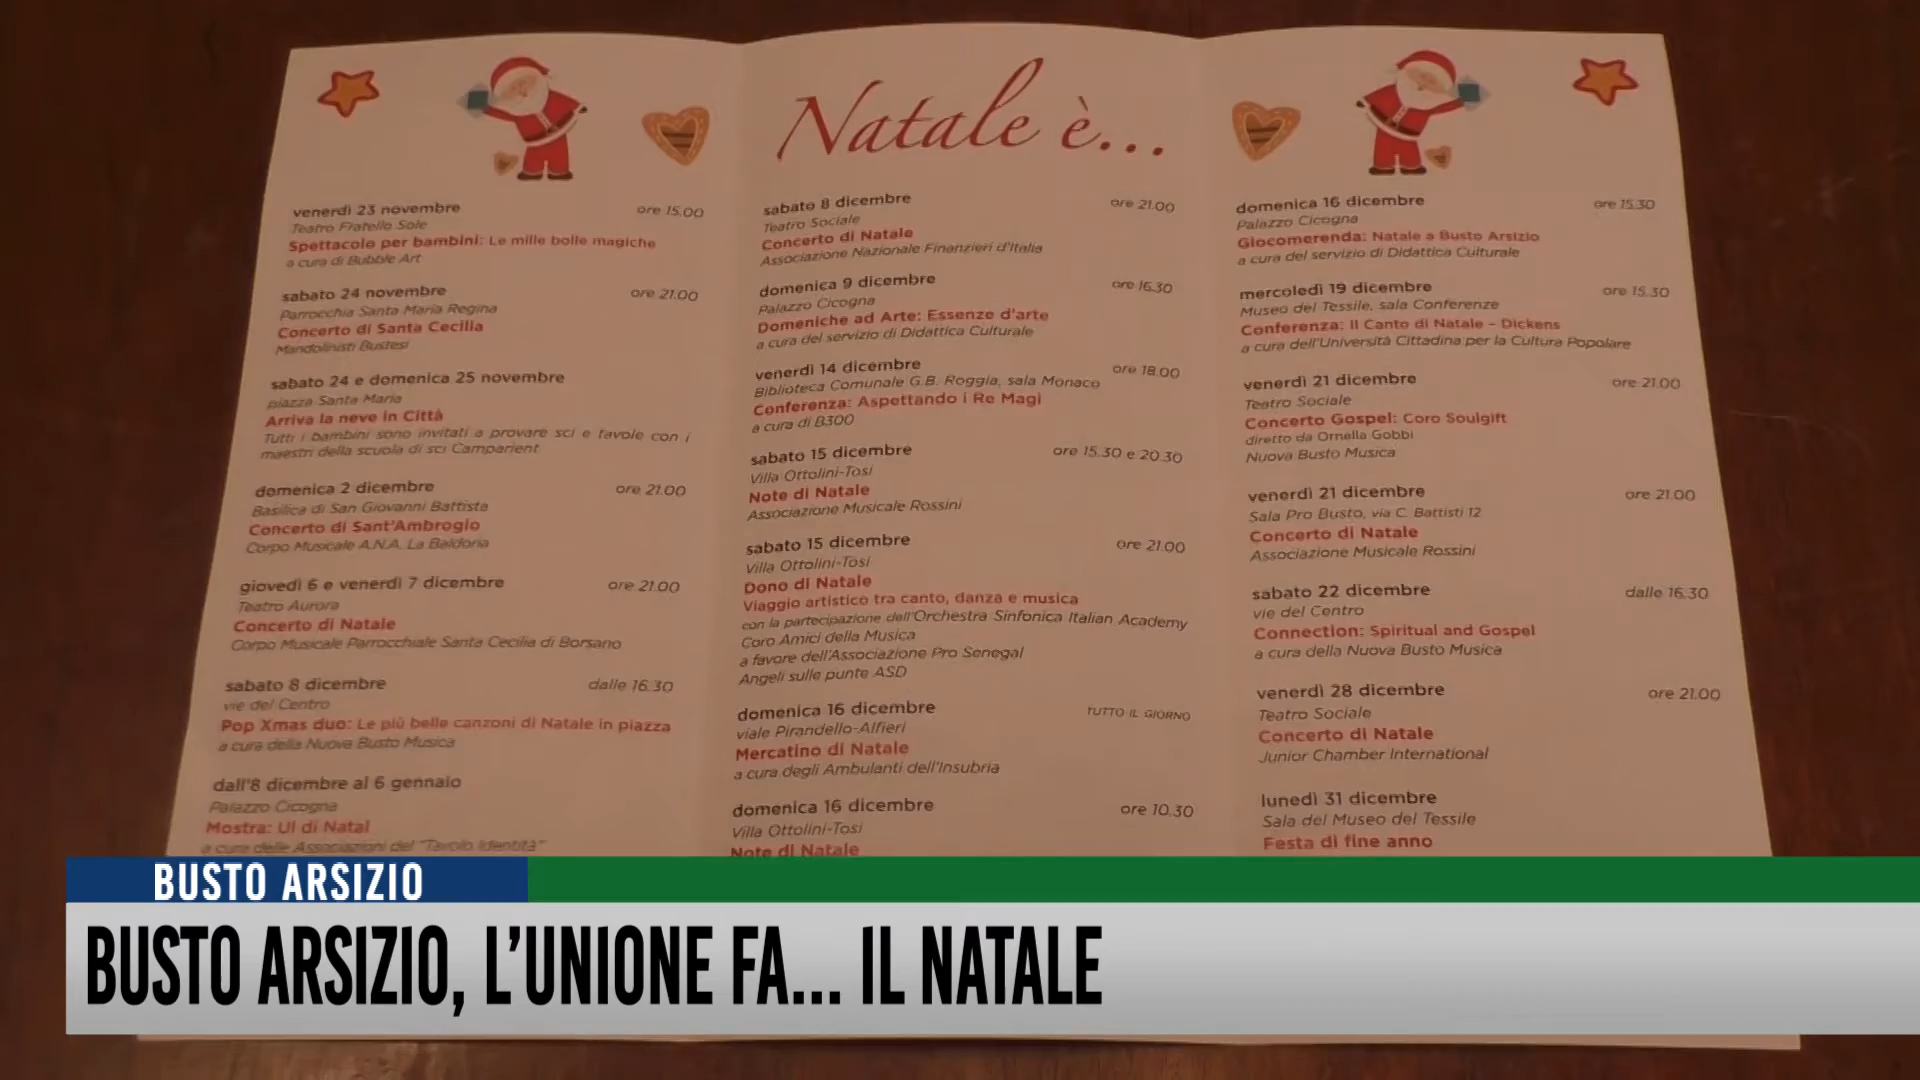 Natale è...
venerdì 23 novembre ore 15.00
Teatro Fratello Sole
Spettacolo per bambini: Le mille bolle magiche
a cura di Bubble Art
sabato 24 novembre ore 21.00
Parrocchia Santa Maria Regina
Concerto di Santa Cecilia
Mandolinisti Bustesi
sabato 24 e domenica 25 novembre
piazza Santa Maria
Arriva la neve in Città
Tutti i bambini sono invitati a provare sci e tavole con i
maestri della scuola di sci Camparient
domenica 2 dicembre ore 21.00
Basilica di San Giovanni Battista
Concerto di Sant'Ambrogio
Corpo Musicale A.N.A. La Baldoria
giovedì 6 e venerdì 7 dicembre ore 21.00
Teatro Aurora
Concerto di Natale
Corpo Musicale Parrocchiale Santa Cecilia di Borsano
sabato 8 dicembre dalle 16.30
vie del Centro
Pop Xmas duo: Le più belle canzoni di Natale in piazza
a cura della Nuova Busto Musica
dall'8 dicembre al 6 gennaio
Palazzo Cicogna
Mostra: Ul di Natal
a cura delle Associazioni del "Tavolo Identità"
sabato 8 dicembre ore 21.00
Teatro Sociale
Concerto di Natale
Associazione Nazionale Finanzieri d'Italia
domenica 9 dicembre ore 16.30
Palazzo Cicogna
Domeniche ad Arte: Essenze d'arte
a cura del servizio di Didattica Culturale
venerdì 14 dicembre ore 18.00
Biblioteca Comunale G.B. Roggia, sala Monaco
Conferenza: Aspettando i Re Magi
a cura di B300
sabato 15 dicembre ore 15.30 e 20.30
Villa Ottolini-Tosi
Note di Natale
Associazione Musicale Rossini
sabato 15 dicembre ore 21.00
Villa Ottolini-Tosi
Dono di Natale
Viaggio artistico tra canto, danza e musica
con la partecipazione dell'Orchestra Sinfonica Italian Academy
Coro Amici della Musica
a favore dell'Associazione Pro Senegal
Angeli sulle punte ASD
domenica 16 dicembre TUTTO IL GIORNO
viale Pirandello-Alfieri
Mercatino di Natale
a cura degli Ambulanti dell'Insubria
domenica 16 dicembre ore 10.30
Villa Ottolini-Tosi
Note di Natale
domenica 16 dicembre ore 15.30
Palazzo Cicogna
Giocomerenda: Natale a Busto Arsizio
a cura del servizio di Didattica Culturale
mercoledì 19 dicembre ore 15.30
Museo del Tessile, sala Conferenze
Conferenza: Il Canto di Natale - Dickens
a cura dell'Università Cittadina per la Cultura Popolare
venerdì 21 dicembre ore 21.00
Teatro Sociale
Concerto Gospel: Coro Soulgift
diretto da Ornella Gobbi
Nuova Busto Musica
venerdì 21 dicembre ore 21.00
Sala Pro Busto, via C. Battisti 12
Concerto di Natale
Associazione Musicale Rossini
sabato 22 dicembre dalle 16.30
vie del Centro
Connection: Spiritual and Gospel
a cura della Nuova Busto Musica
venerdì 28 dicembre ore 21.00
Teatro Sociale
Concerto di Natale
Junior Chamber International
lunedì 31 dicembre
Sala del Museo del Tessile
Festa di fine anno
BUSTO ARSIZIO
BUSTO ARSIZIO, L'UNIONE FA... IL NATALE